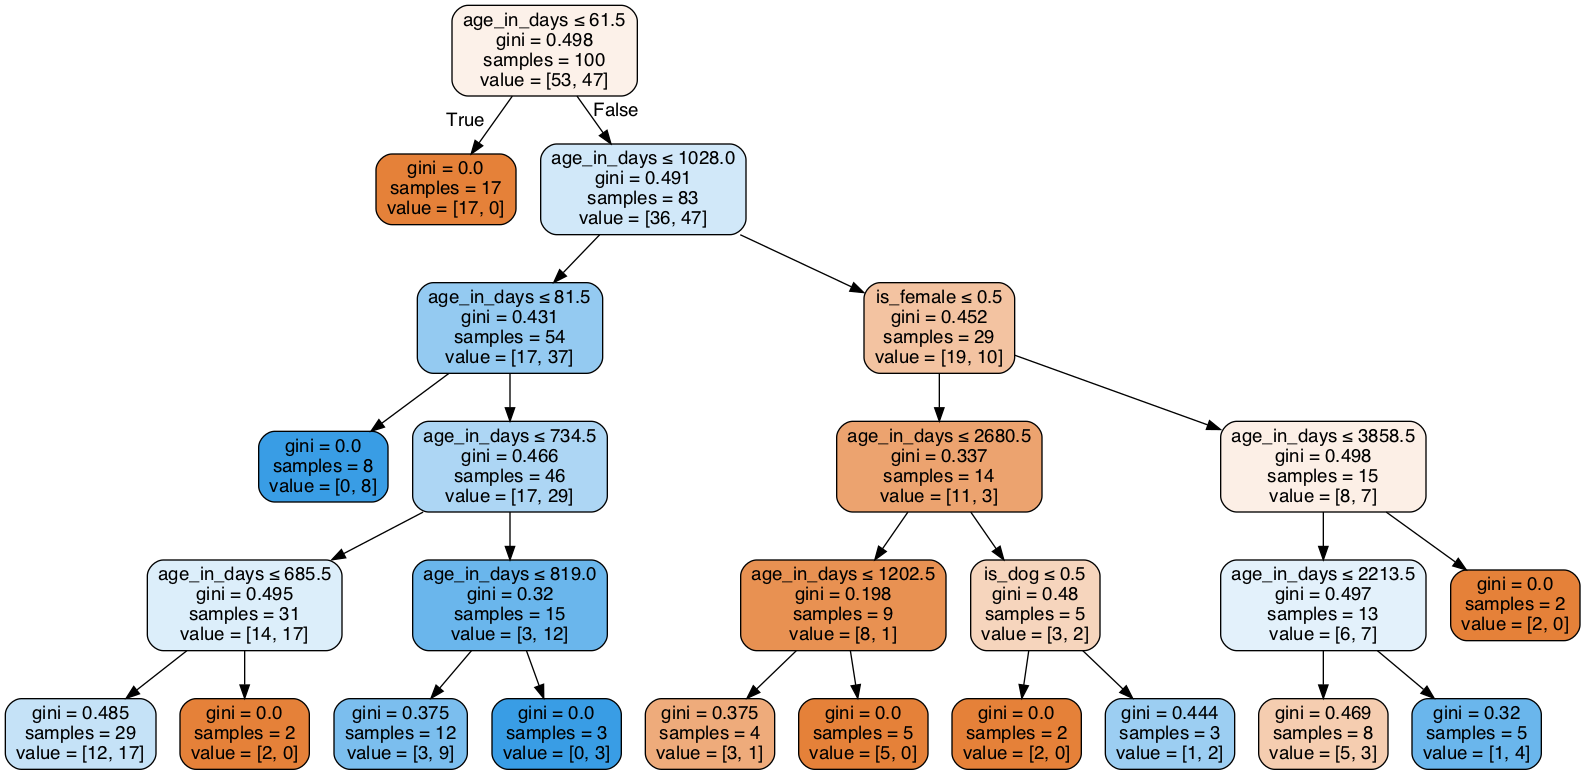 age_in_days ≤ 61.5
gini = 0.498
samples = 100
value = [53, 47]
True
False
gini = 0.0
samples = 17
value = [17, 0]
age_in_days ≤ 1028.0
gini = 0.491
samples = 83
value = [36, 47]
age_in_days ≤ 81.5
gini = 0.431
samples = 54
value = [17, 37]
is_female ≤ 0.5
gini = 0.452
samples = 29
value = [19, 10]
gini = 0.0
samples = 8
value = [0, 8]
age_in_days ≤ 734.5
gini = 0.466
samples = 46
value = [17, 29]
age_in_days ≤ 2680.5
gini = 0.337
samples = 14
value = [11, 3]
age_in_days ≤ 3858.5
gini = 0.498
samples = 15
value = [8, 7]
age_in_days ≤ 685.5
gini = 0.495
samples = 31
value = [14, 17]
age_in_days ≤ 819.0
gini = 0.32
samples = 15
value = [3, 12]
age_in_days ≤ 1202.5
gini = 0.198
samples = 9
value = [8, 1]
is_dog ≤ 0.5
gini = 0.48
samples = 5
value = [3, 2]
age_in_days ≤ 2213.5
gini = 0.497
samples = 13
value = [6, 7]
gini = 0.0
samples = 2
value = [2, 0]
gini = 0.485
samples = 29
value = [12, 17]
gini = 0.0
samples = 2
value = [2, 0]
gini = 0.375
samples = 12
value = [3, 9]
gini = 0.0
samples = 3
value = [0, 3]
gini = 0.375
samples = 4
value = [3, 1]
gini = 0.0
samples = 5
value = [5, 0]
gini = 0.0
samples = 2
value = [2, 0]
gini = 0.444
samples = 3
value = [1, 2]
gini = 0.469
samples = 8
value = [5, 3]
gini = 0.32
samples = 5
value = [1, 4]